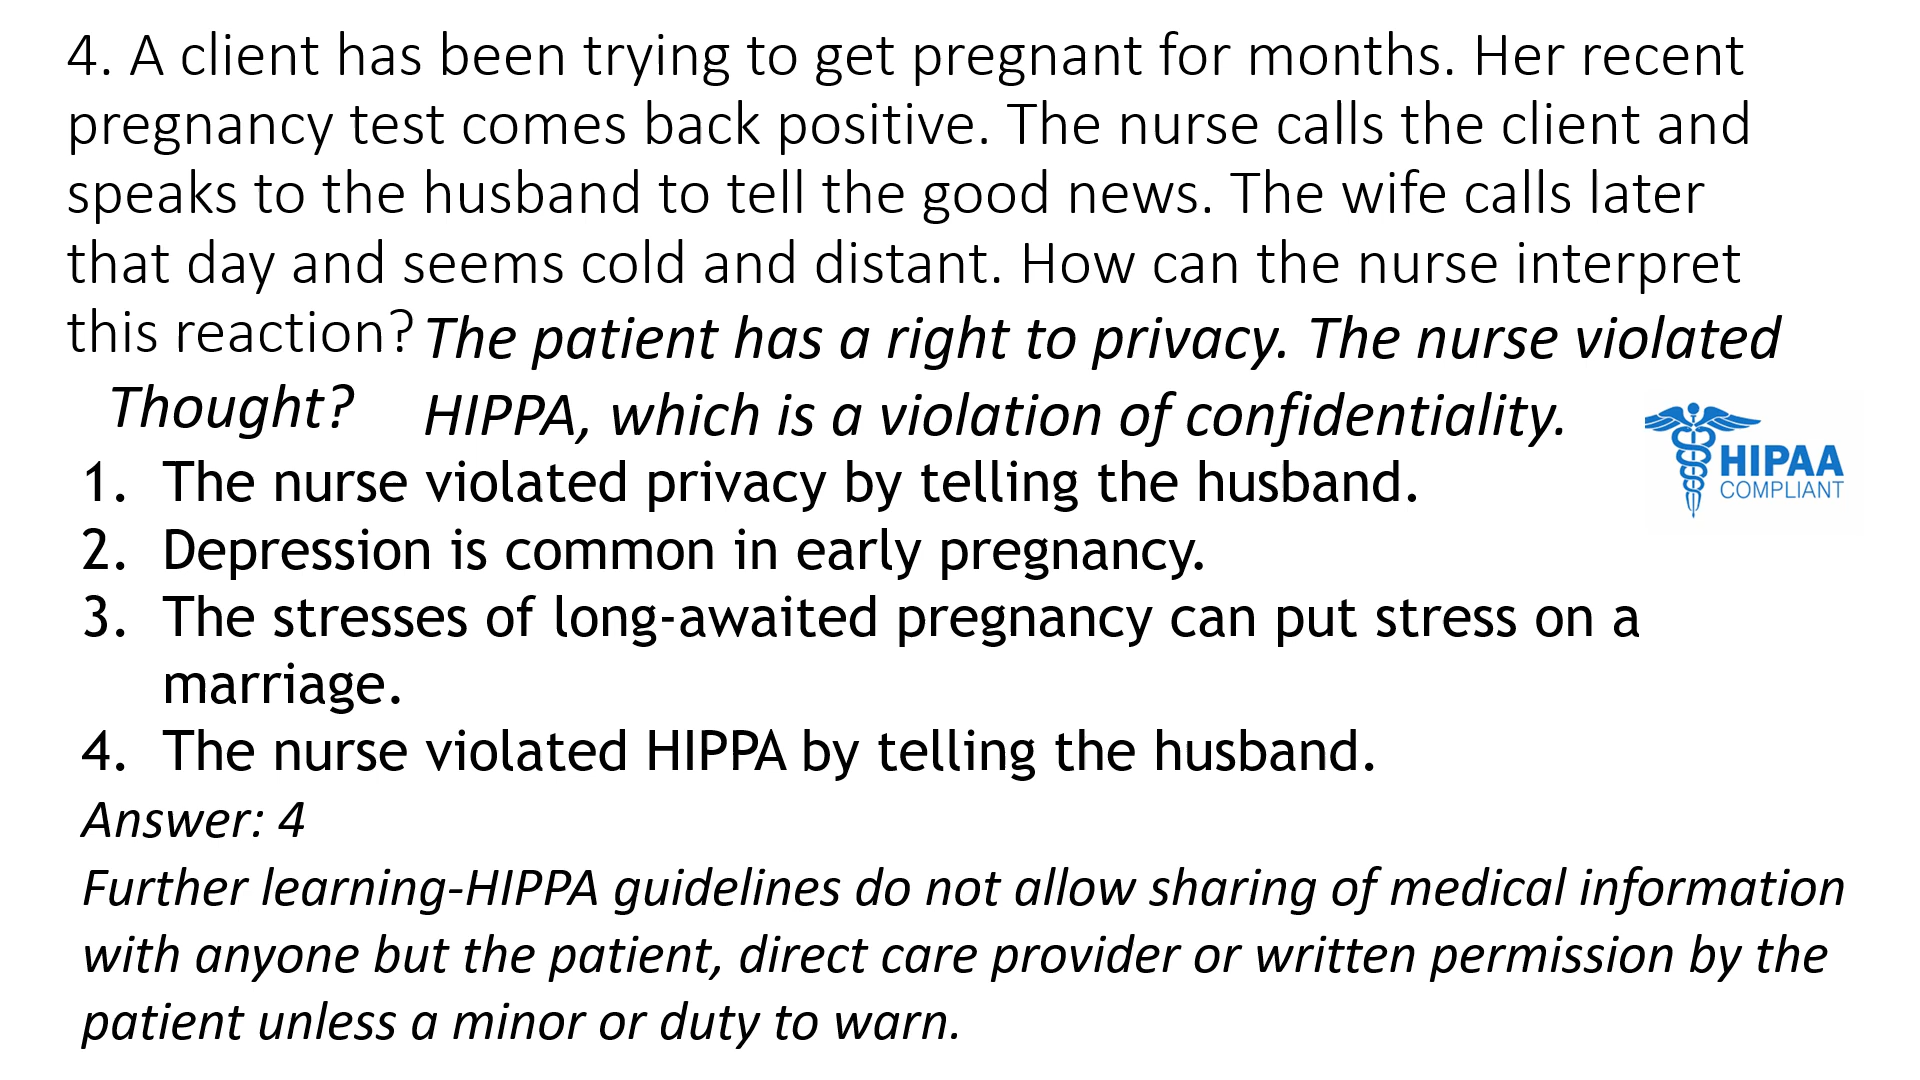 4. A client has been trying to get pregnant for months. Her recent
pregnancy test comes back positive. The nurse calls the client and
speaks to the husband to tell the good news. The wife calls later
that day and seems cold and distant. How can the nurse interpret
this reaction?
The patient has a right to privacy. The nurse violated
Thought?
HIPPA, which is a violation of confidentiality.
HIPAA
COMPLIANT
1. The nurse violated privacy by telling the husband.
2. Depression is common in early pregnancy.
3. The stresses of long-awaited pregnancy can put stress on a
marriage.
4. The nurse violated HIPPA by telling the husband.
Answer: 4
Further learning-HIPPA guidelines do not allow sharing of medical information
with anyone but the patient, direct care provider or written permission by the
patient unless a minor or duty to warn.